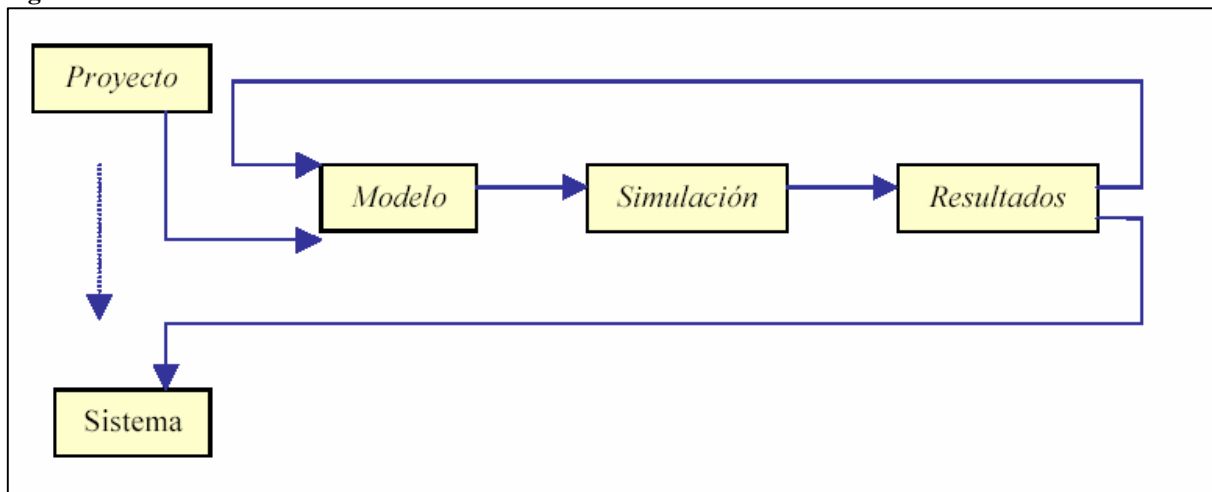 Proyecto
Modelo
Simulación
Resultados
Sistema